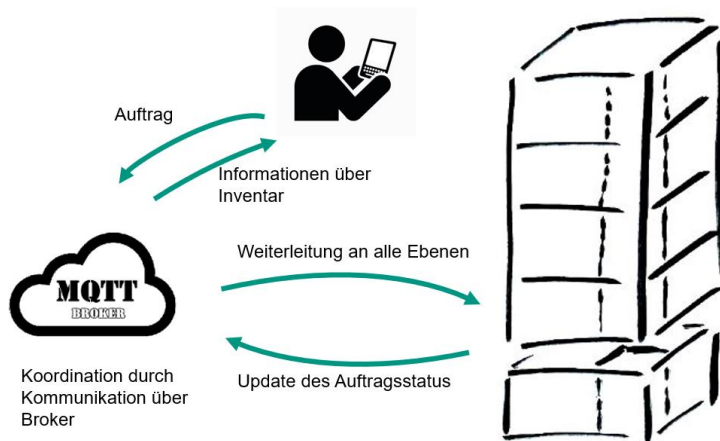 Auftrag
Informationen über
Inventar
Weiterleitung an alle Ebenen
MQTT
BROKER
Update des Auftragsstatus
Koordination durch
Kommunikation über
Broker